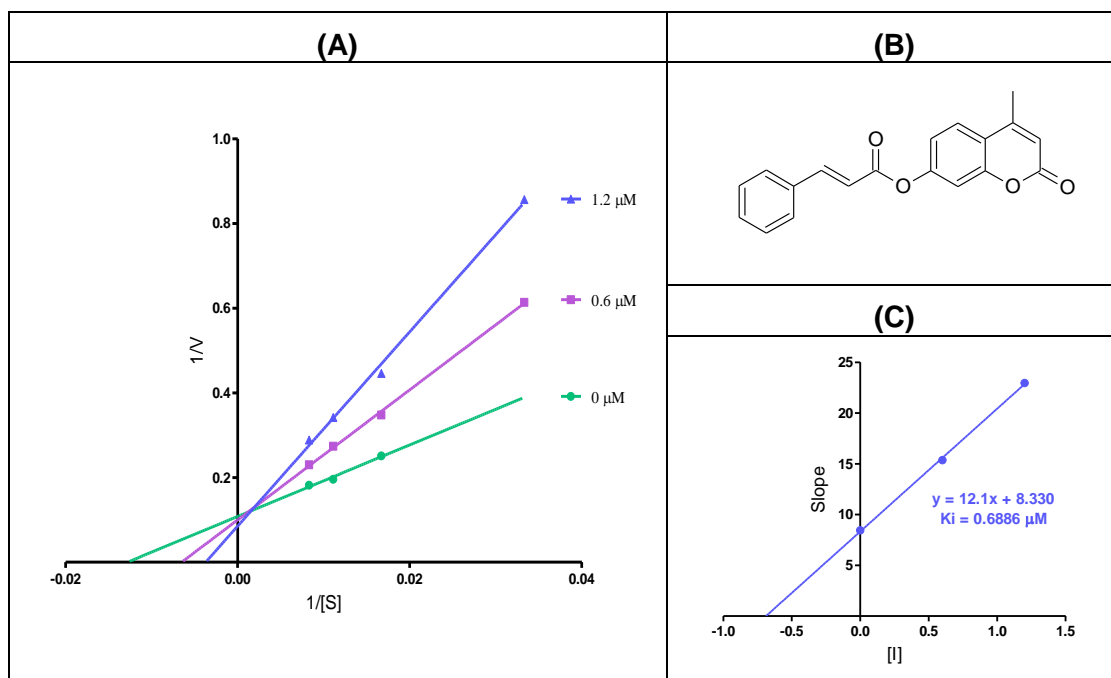 (A)
1.0
0.8
0.6
0.4
0.2
1/V
-0.02
0.00
0.02
0.04
1/[S]
1.2 µM
0.6 µM
0 µM
(B)
O
O
O
O
(C)
25
20
15
10
5
Slope
y = 12.1x + 8.330
Ki = 0.6886 µM
-1.0
-0.5
0.0
0.5
1.0
1.5
[I]